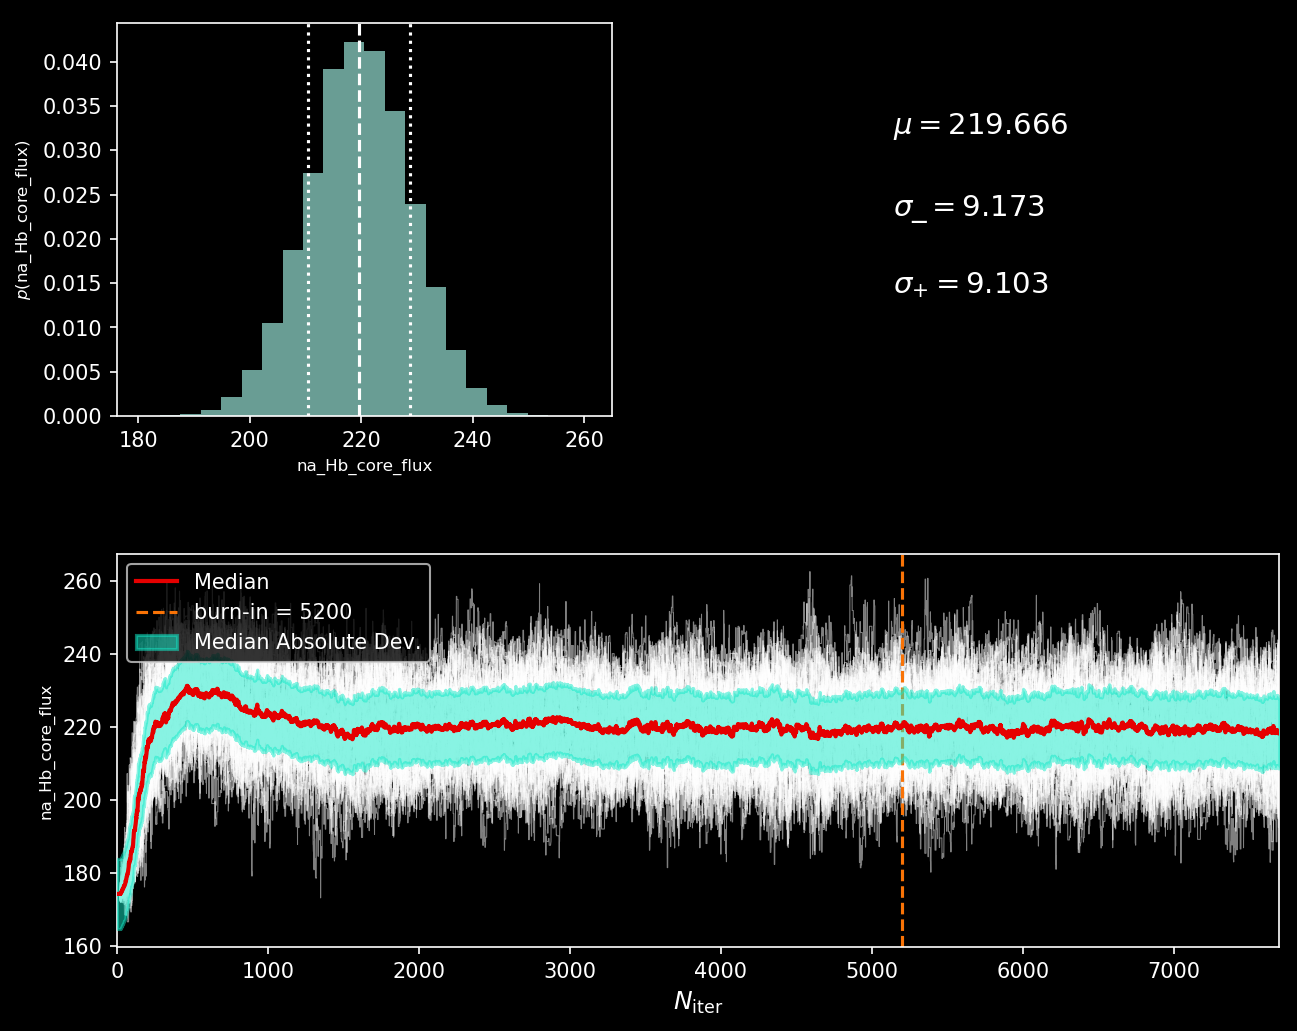 0.040
0.035
0.030
0.025
0.020
0.015
0.010
0.005
0.000
p(na_Hb_core_flux)
180 200 220 240 260
na_Hb_core_flux
μ = 219.666
σ₋ = 9.173
σ₊ = 9.103
Median
burn-in = 5200
Median Absolute Dev.
260
240
220
200
180
160
na_Hb_core_flux
0 1000 2000 3000 4000 5000 6000 7000
N_iter